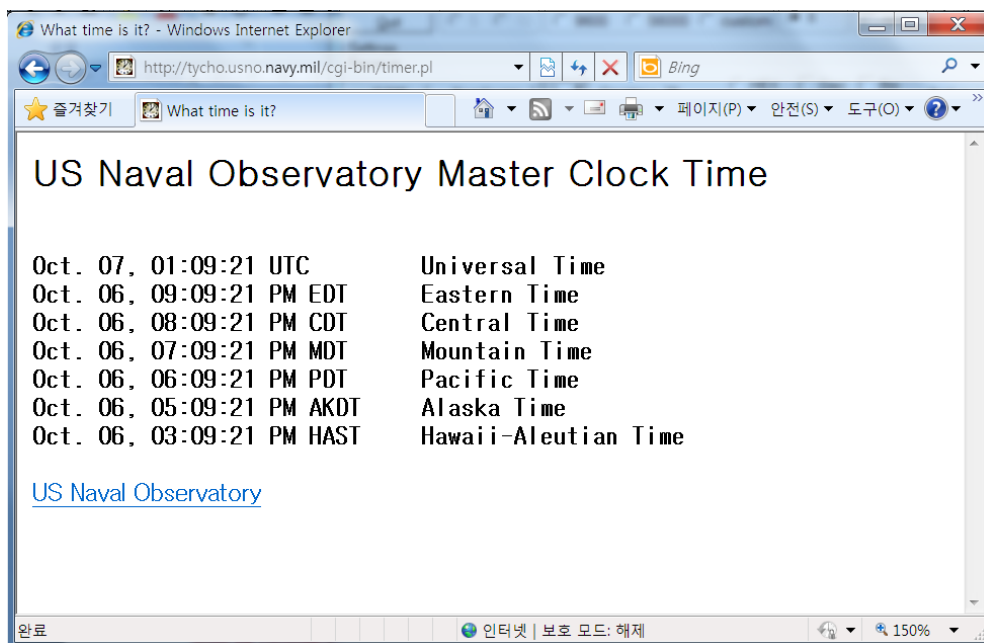 What time is it? - Windows Internet Explorer
http://tycho.usno.navy.mil/cgi-bin/timer.pl
Bing
즐겨찾기
What time is it?
페이지(P)
안전(S)
도구(O)
US Naval Observatory Master Clock Time
Oct. 07, 01:09:21 UTC Universal Time
Oct. 06, 09:09:21 PM EDT Eastern Time
Oct. 06, 08:09:21 PM CDT Central Time
Oct. 06, 07:09:21 PM MDT Mountain Time
Oct. 06, 06:09:21 PM PDT Pacific Time
Oct. 06, 05:09:21 PM AKDT Alaska Time
Oct. 06, 03:09:21 PM HAST Hawaii-Aleutian Time
US Naval Observatory
완료
인터넷 | 보호 모드: 해제
150%